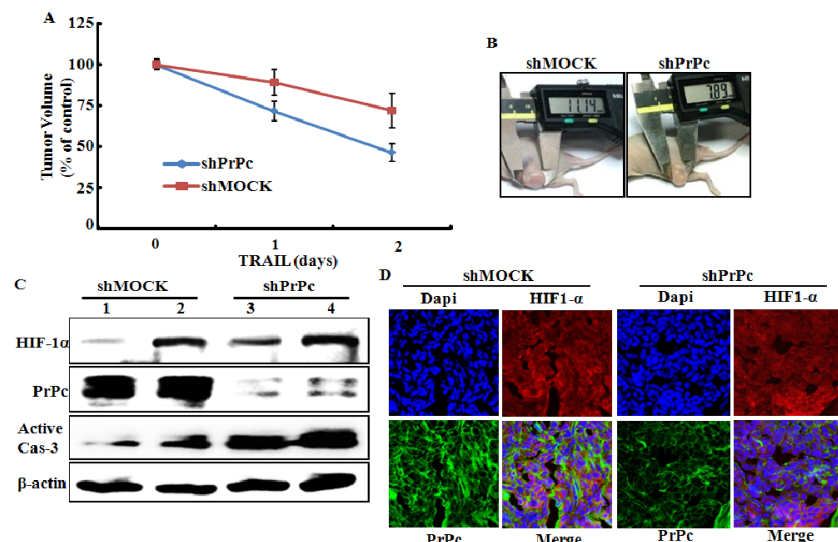 A
125
100
75
50
25
0
Tumor Volume
(% of control)
shPrPc
shMOCK
0 1 2
TRAIL (days)
B
shMOCK shPrPc
11.14
7.89
C
shMOCK shPrPc
1 2 3 4
HIF-1α
PrPc
Active
Cas-3
β-actin
D
shMOCK shPrPc
Dapi HIF1-α Dapi HIF1-α
PrPc Merge PrPc Merge